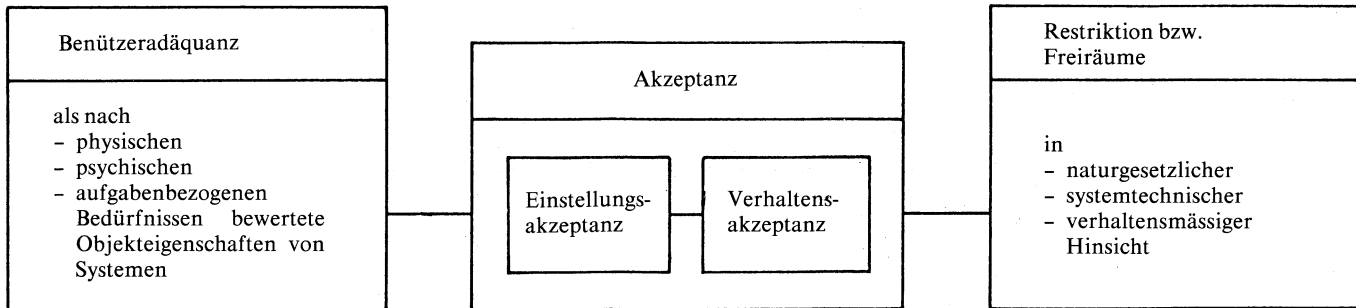 Benützeradäquanz
als nach
– physischen
– psychischen
– aufgabenbezogenen
Bedürfnissen bewertete
Objekteigenschaften von
Systemen
Akzeptanz
Einstellungs-
akzeptanz
Verhaltens-
akzeptanz
Restriktion bzw.
Freiräume
in
– naturgesetzlicher
– systemtechnischer
– verhaltensmässiger
Hinsicht